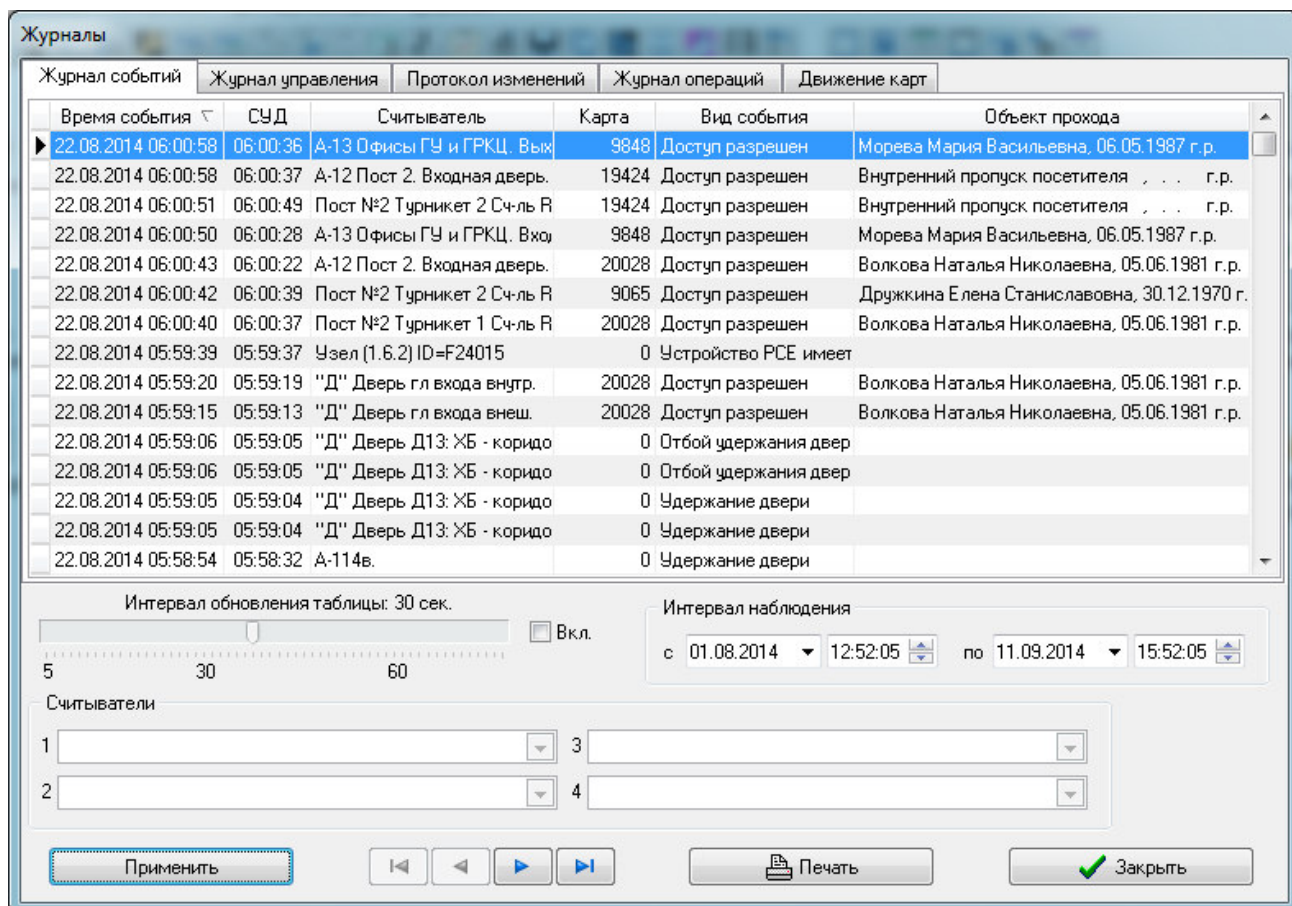 Журналы
Журнал событий Журнал управления Протокол изменений Журнал операций Движение карт
Время события СУД Считыватель Карта Вид события Объект прохода
22.08.2014 06:00:58 06:00:36 А-13 Офисы ГУ и ГРКЦ. Вых 9848 Доступ разрешен Морева Мария Васильевна, 06.05.1987 г.р.
22.08.2014 06:00:58 06:00:37 А-12 Пост 2. Входная дверь. 19424 Доступ разрешен Внутренний пропуск посетителя , . . г.р.
22.08.2014 06:00:51 06:00:49 Пост №2 Турникет 2 Сч-ль R 19424 Доступ разрешен Внутренний пропуск посетителя , . . г.р.
22.08.2014 06:00:50 06:00:28 А-13 Офисы ГУ и ГРКЦ. Вхо 9848 Доступ разрешен Морева Мария Васильевна, 06.05.1987 г.р.
22.08.2014 06:00:43 06:00:22 А-12 Пост 2. Входная дверь. 20028 Доступ разрешен Волкова Наталья Николаевна, 05.06.1981 г.р.
22.08.2014 06:00:42 06:00:39 Пост №2 Турникет 2 Сч-ль R 9065 Доступ разрешен Дружкина Елена Станиславовна, 30.12.1970 г.
22.08.2014 06:00:40 06:00:37 Пост №2 Турникет 1 Сч-ль R 20028 Доступ разрешен Волкова Наталья Николаевна, 05.06.1981 г.р.
22.08.2014 05:59:39 05:59:37 Узел (1.6.2) ID=F24015 0 Устройство PCE имеет
22.08.2014 05:59:20 05:59:19 "Д" Дверь гл входа внутр. 20028 Доступ разрешен Волкова Наталья Николаевна, 05.06.1981 г.р.
22.08.2014 05:59:15 05:59:13 "Д" Дверь гл входа внеш. 20028 Доступ разрешен Волкова Наталья Николаевна, 05.06.1981 г.р.
22.08.2014 05:59:06 05:59:05 "Д" Дверь Д13: ХБ - коридо 0 Отбой удержания двер
22.08.2014 05:59:06 05:59:05 "Д" Дверь Д13: ХБ - коридо 0 Отбой удержания двер
22.08.2014 05:59:05 05:59:04 "Д" Дверь Д13: ХБ - коридо 0 Удержание двери
22.08.2014 05:59:05 05:59:04 "Д" Дверь Д13: ХБ - коридо 0 Удержание двери
22.08.2014 05:58:54 05:58:32 А-114в. 0 Удержание двери
Интервал обновления таблицы: 30 сек.
Вкл.
5 30 60
Интервал наблюдения
с 01.08.2014 12:52:05 по 11.09.2014 15:52:05
Считыватели
1 3
2 4
Применить Печать Закрыть